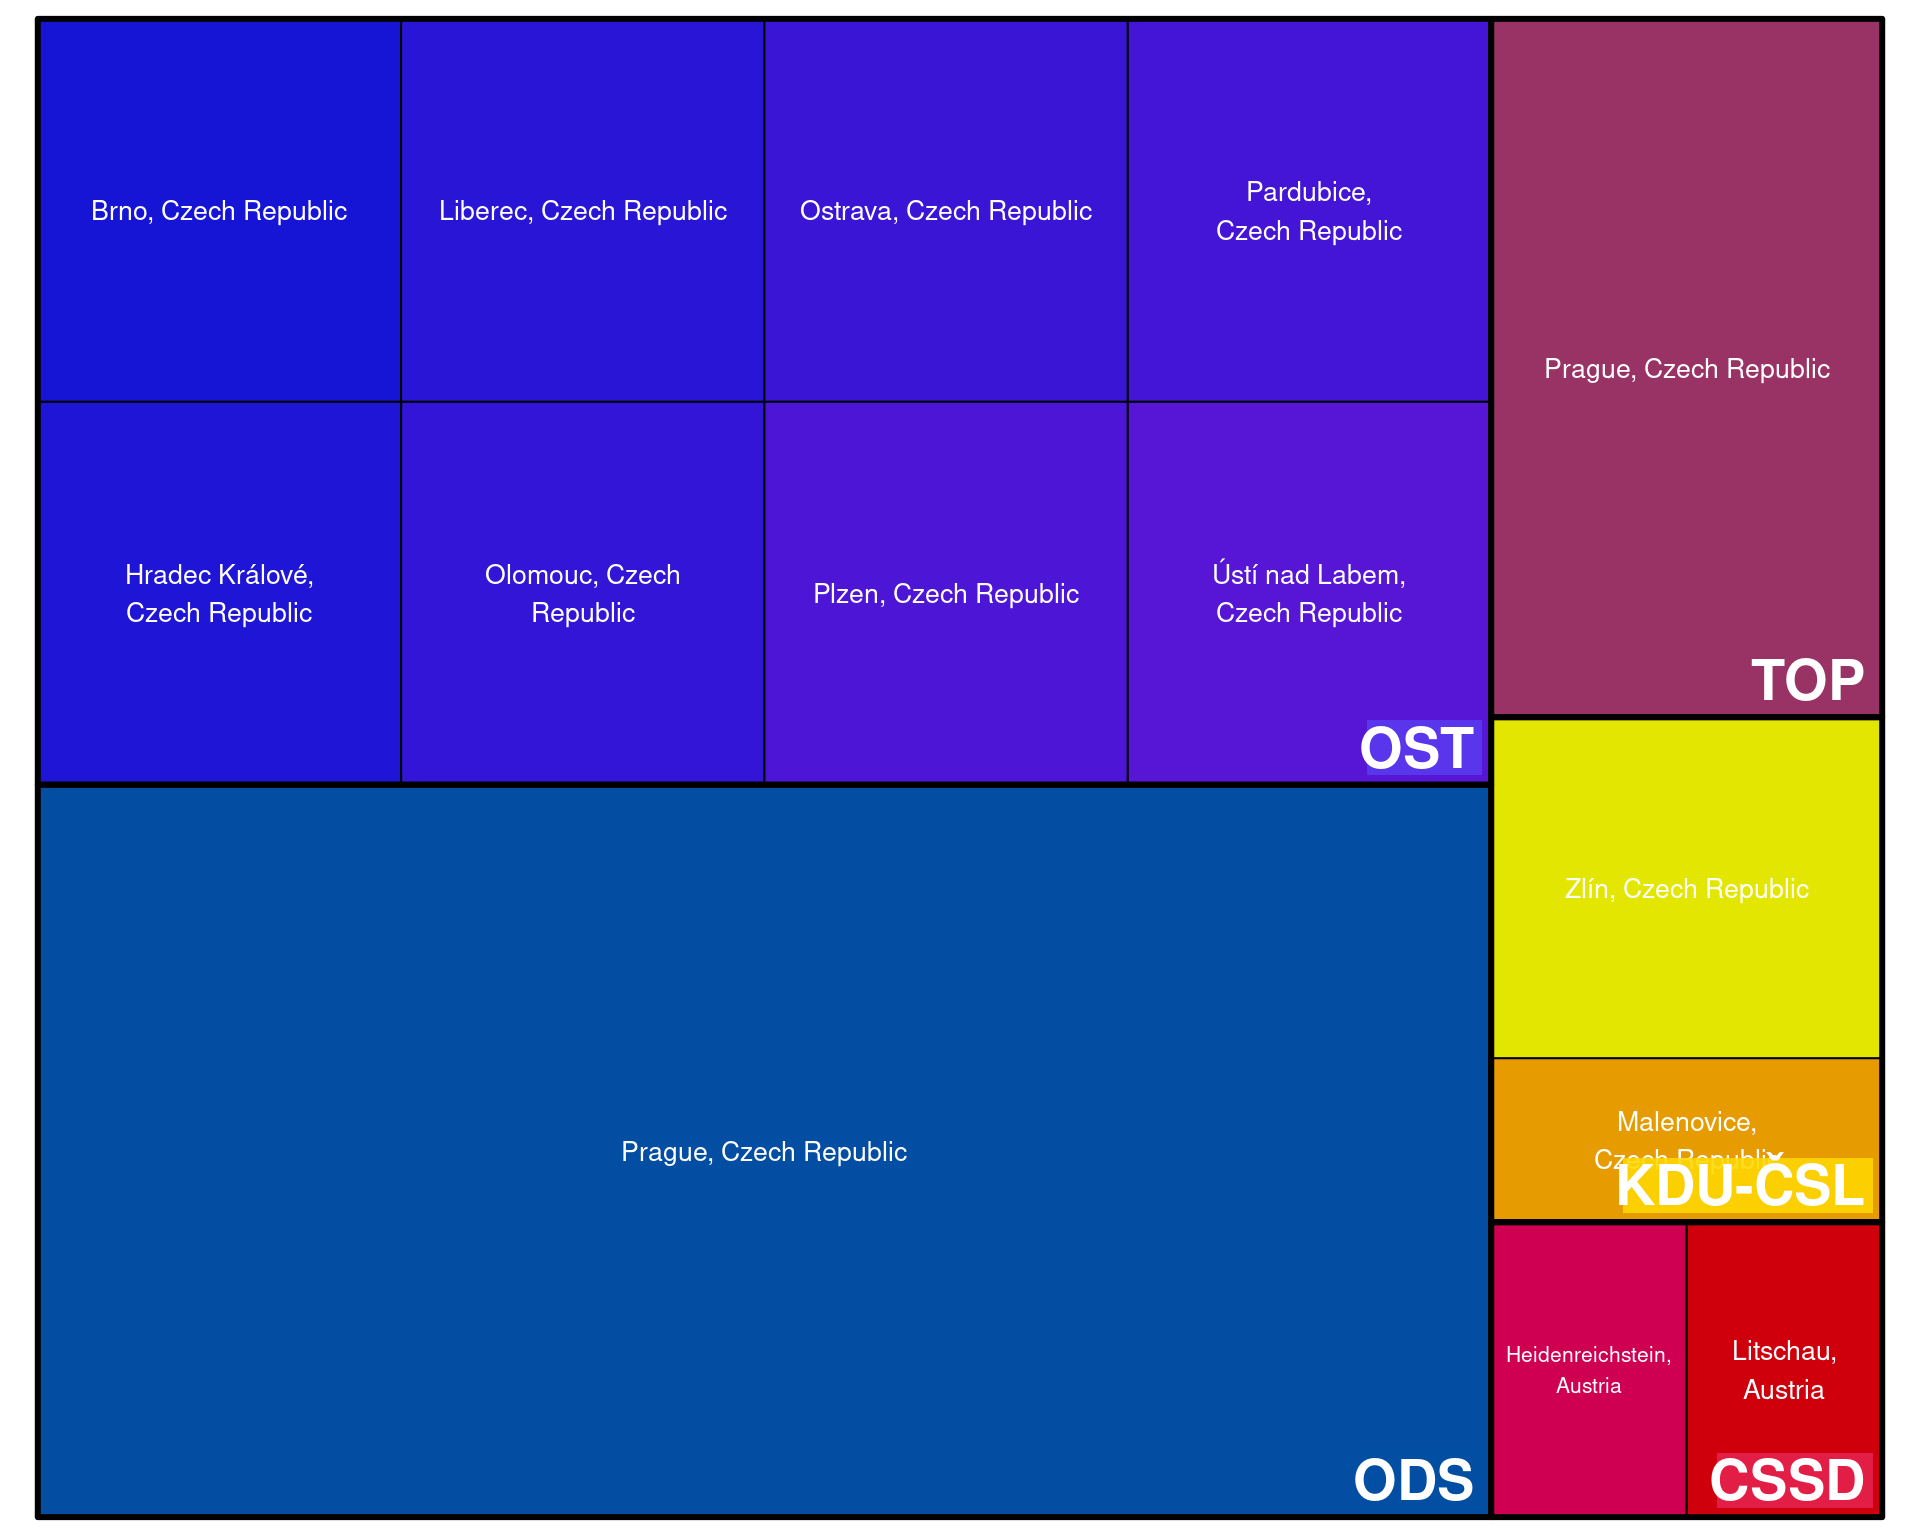 Brno, Czech Republic
Liberec, Czech Republic
Ostrava, Czech Republic
Pardubice,
Czech Republic
Hradec Králové,
Czech Republic
Olomouc, Czech
Republic
Plzen, Czech Republic
Ústí nad Labem,
Czech Republic
OST
Prague, Czech Republic
ODS
Prague, Czech Republic
TOP
Zlín, Czech Republic
Malenovice,
Czech Republic
KDU-ČSL
Heidenreichstein,
Austria
Litschau,
Austria
CSSD